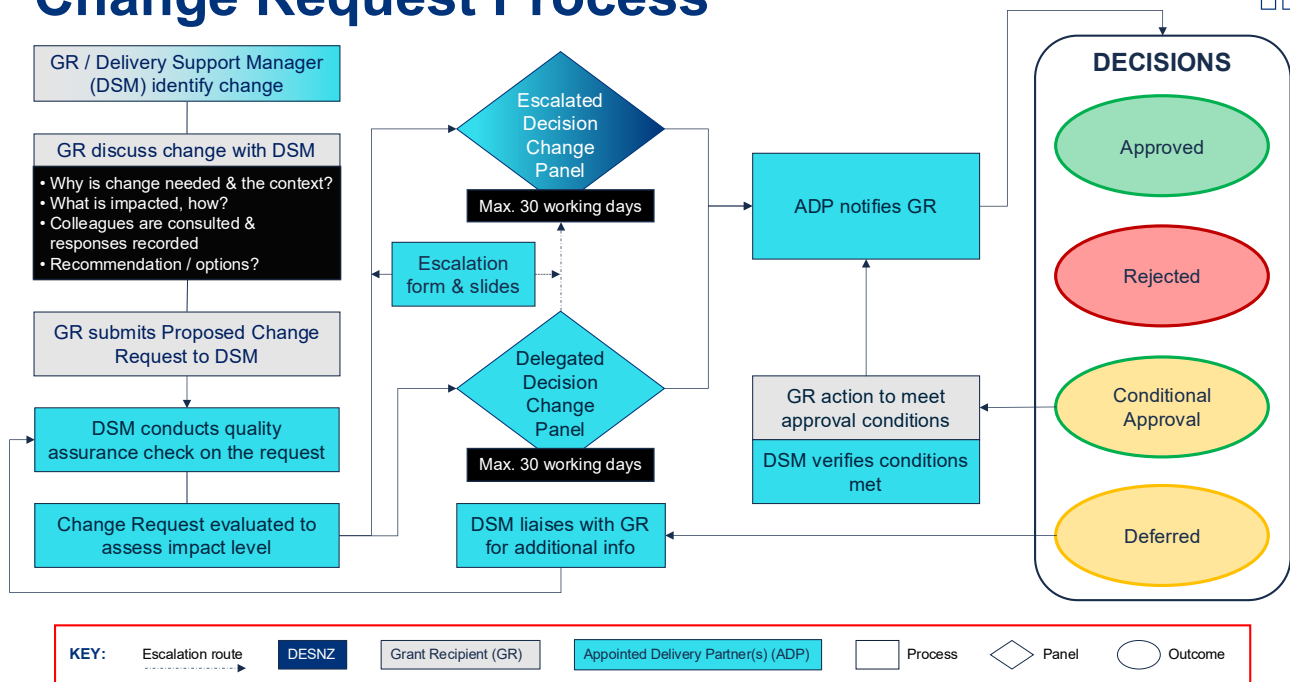 Change Request Process
GR / Delivery Support Manager
(DSM) identify change
GR discuss change with DSM
• Why is change needed & the context?
• What is impacted, how?
• Colleagues are consulted &
responses recorded
• Recommendation / options?
GR submits Proposed Change
Request to DSM
DSM conducts quality
assurance check on the request
Change Request evaluated to
assess impact level
Escalated
Decision
Change
Panel
Max. 30 working days
Escalation
form & slides
Delegated
Decision
Change
Panel
Max. 30 working days
DSM liaises with GR
for additional info
ADP notifies GR
GR action to meet
approval conditions
DSM verifies conditions
met
DECISIONS
Approved
Rejected
Conditional
Approval
Deferred
KEY:
Escalation route
DESNZ
Grant Recipient (GR)
Appointed Delivery Partner(s) (ADP)
Process
Panel
Outcome